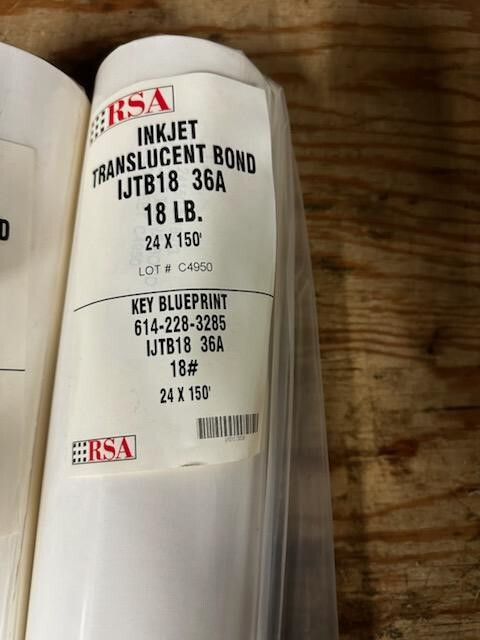 RSA
INKJET
TRANSLUCENT BOND
IJTB18 36A
18 LB.
24 X 150'
LOT # C4950
KEY BLUEPRINT
614-228-3285
IJTB18 36A
18#
24 X 150'
RSA
D